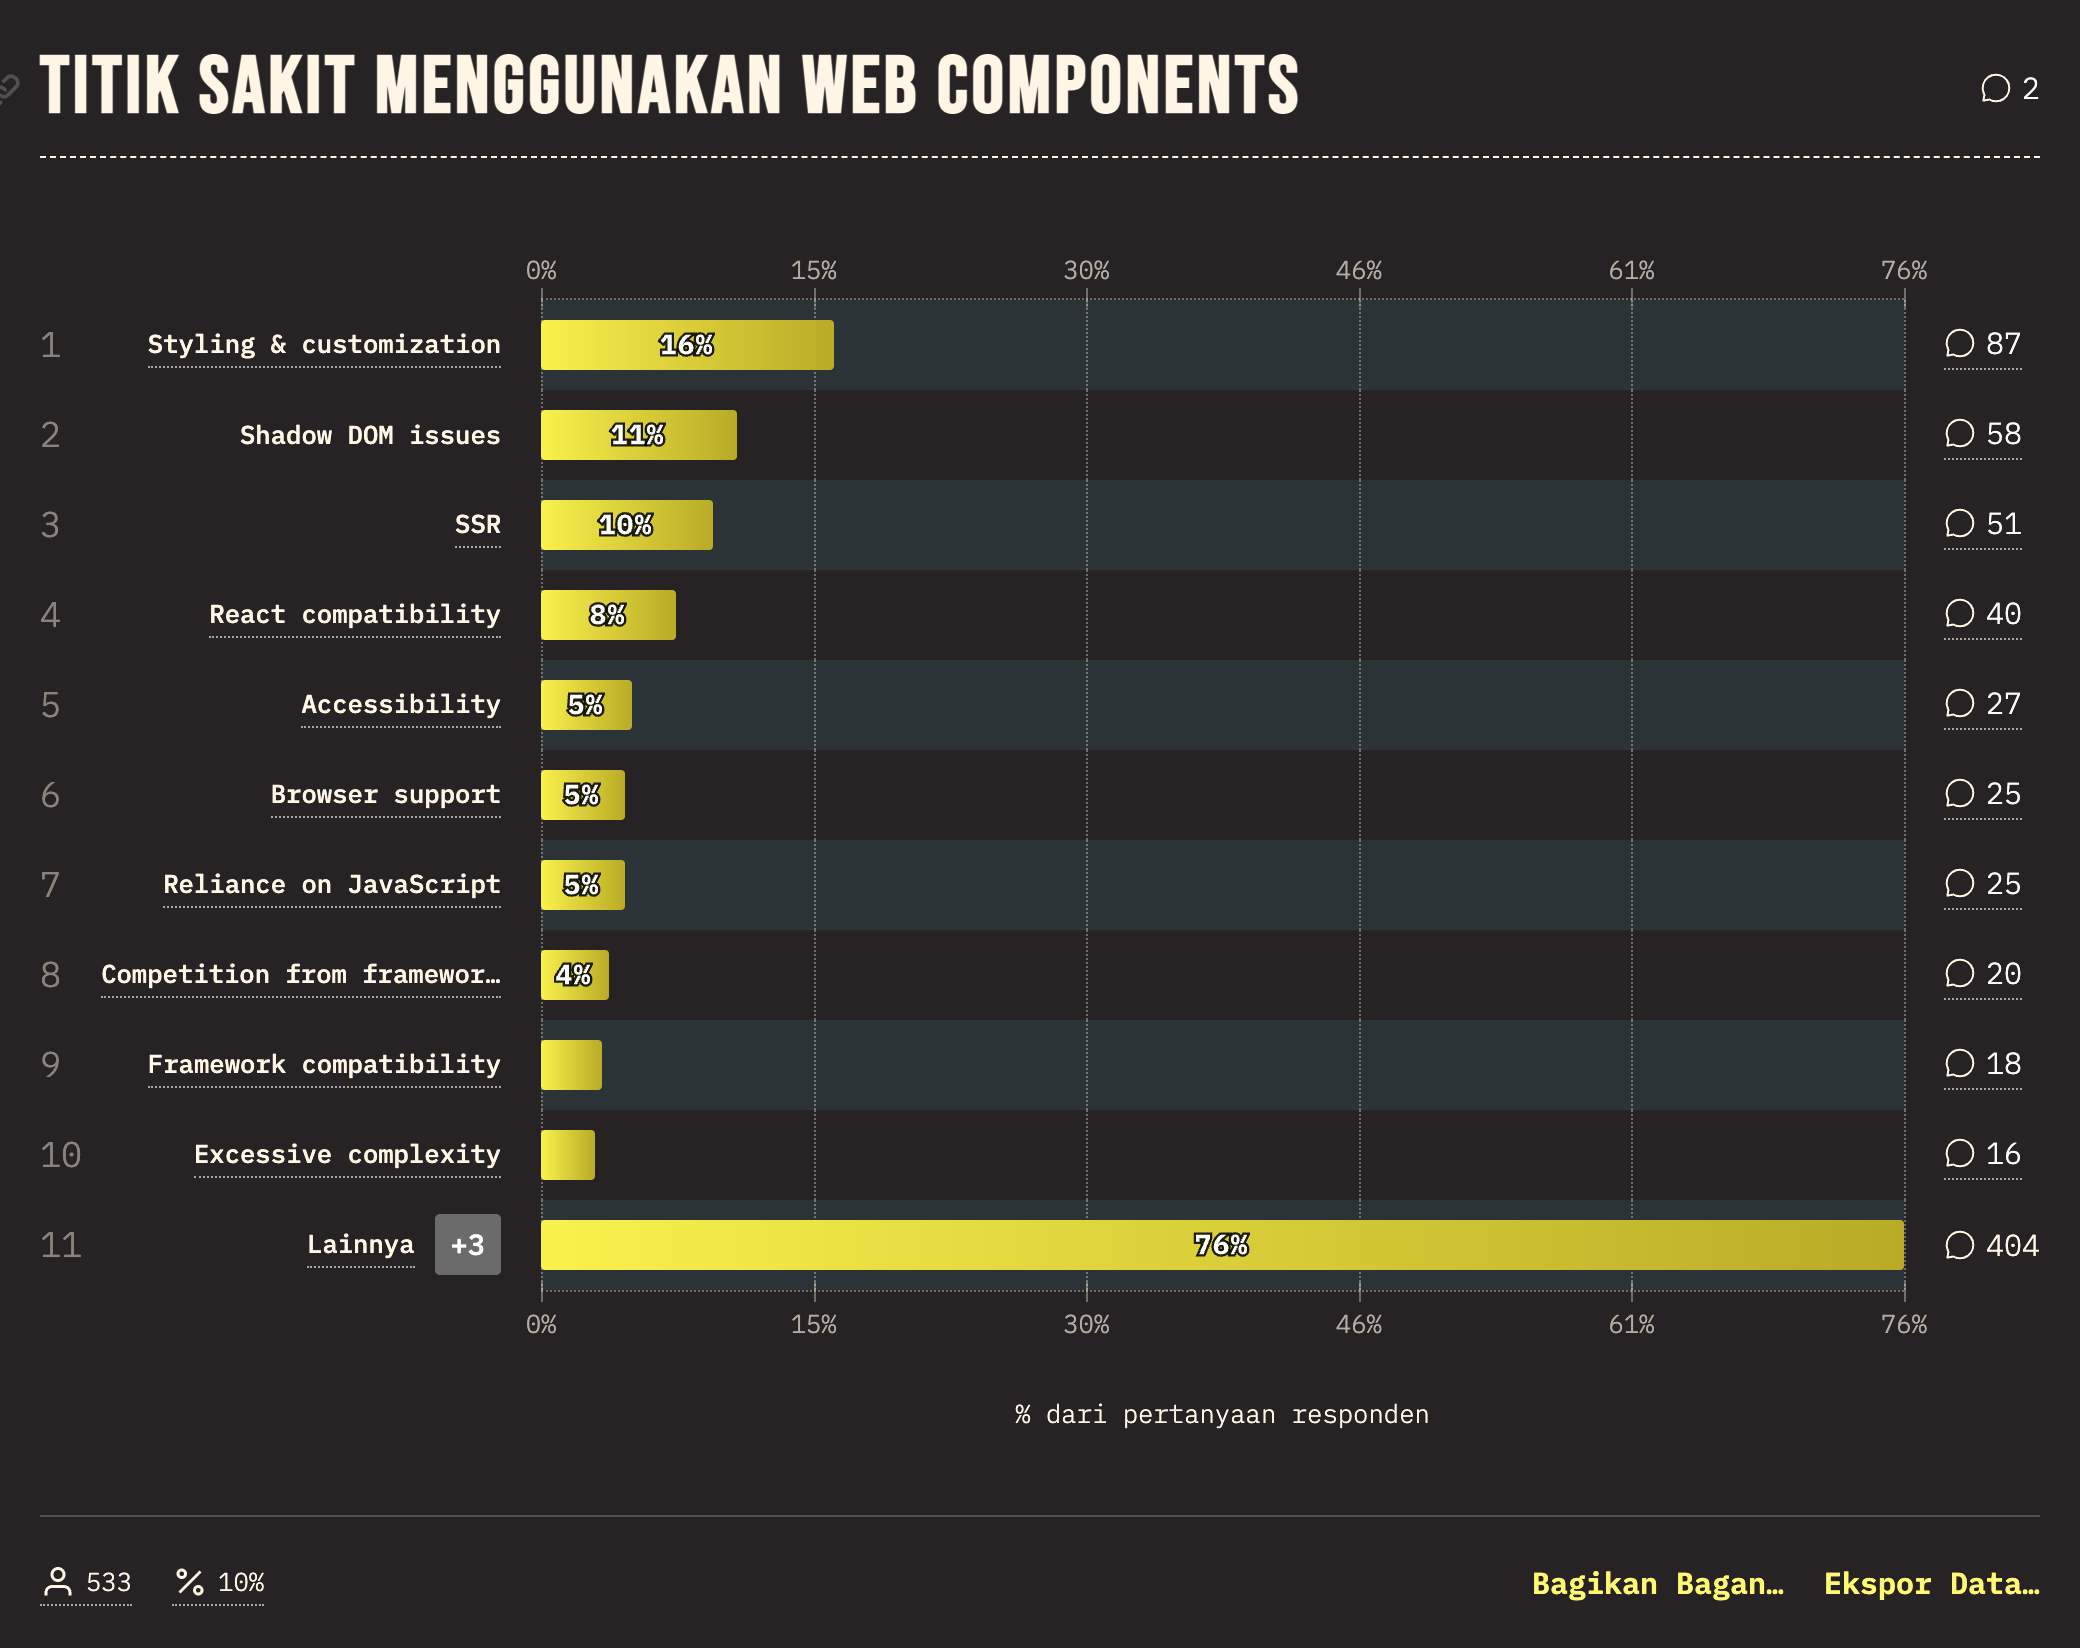 TITIK SAKIT MENGGUNAKAN WEB COMPONENTS
2
0% 15% 30% 46% 61% 76%
1 Styling & customization 16% 87
2 Shadow DOM issues 11% 58
3 SSR 10% 51
4 React compatibility 8% 40
5 Accessibility 5% 27
6 Browser support 5% 25
7 Reliance on JavaScript 5% 25
8 Competition from framewor… 4% 20
9 Framework compatibility 18
10 Excessive complexity 16
11 Lainnya +3 76% 404
0% 15% 30% 46% 61% 76%
% dari pertanyaan responden
533 10% Bagikan Bagan… Ekspor Data…